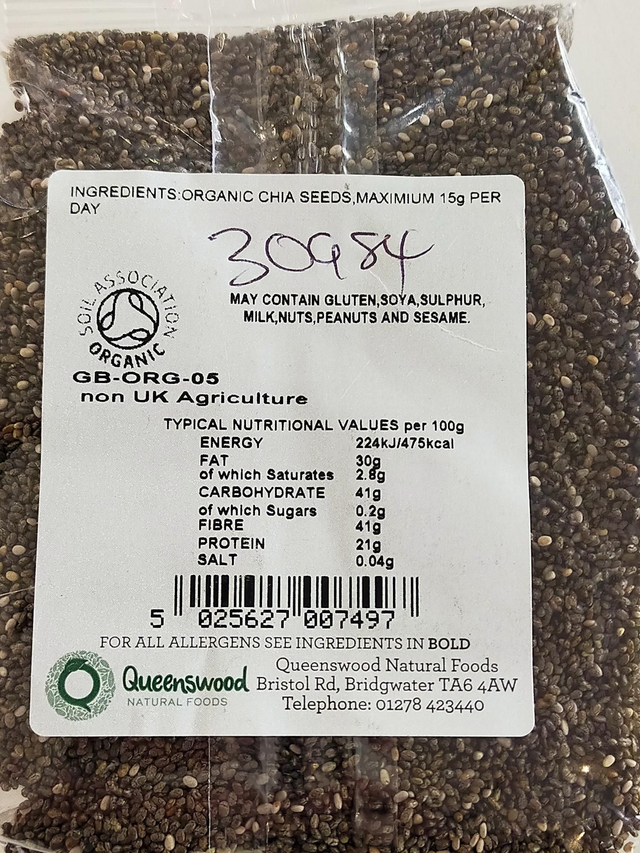 INGREDIENTS:ORGANIC CHIA SEEDS,MAXIMIUM 15g PER
DAY
30984
MAY CONTAIN GLUTEN,SOYA,SULPHUR,
MILK,NUTS,PEANUTS AND SESAME.
SOIL ASSOCIATION
ORGANIC
GB-ORG-05
non UK Agriculture
TYPICAL NUTRITIONAL VALUES per 100g
ENERGY 224kJ/475kcal
FAT 30g
of which Saturates 2.8g
CARBOHYDRATE 41g
of which Sugars 0.2g
FIBRE 41g
PROTEIN 21g
SALT 0.04g
5 025627 007497
FOR ALL ALLERGENS SEE INGREDIENTS IN BOLD
Queenswood
NATURAL FOODS
Queenswood Natural Foods
Bristol Rd, Bridgwater TA6 4AW
Telephone: 01278 423440